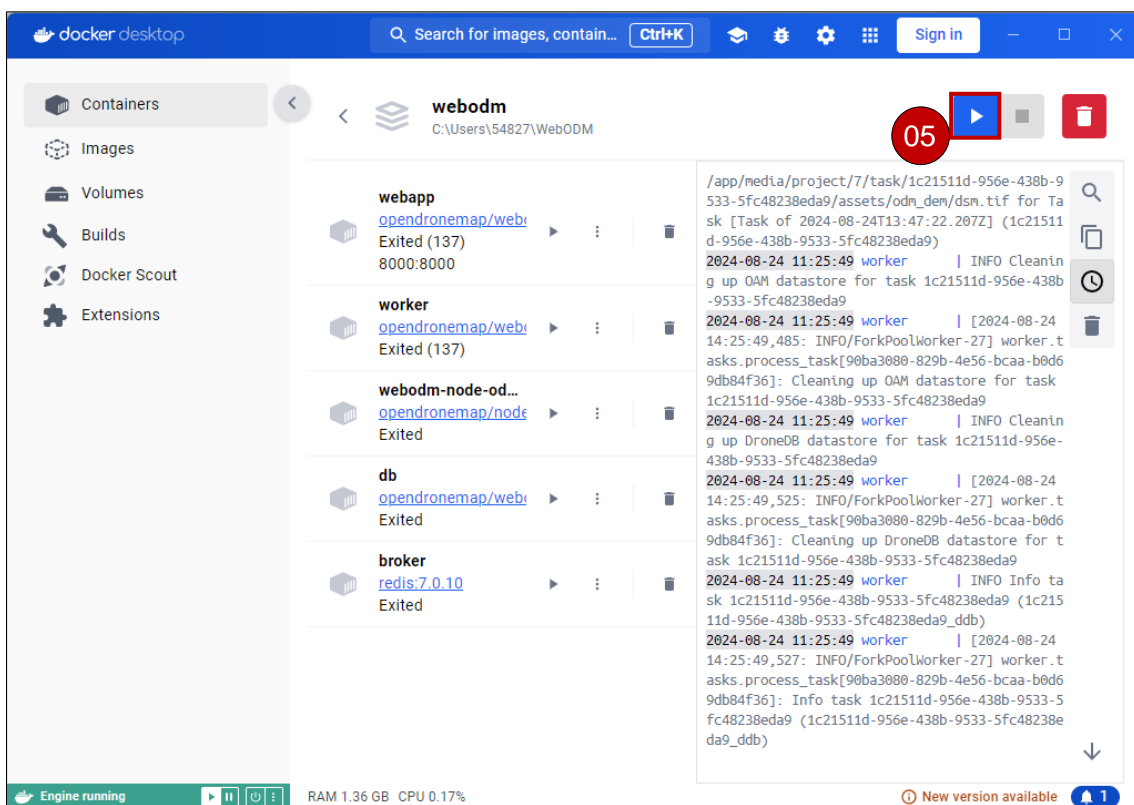 docker desktop
Search for images, contain... Ctrl+K
Sign in
Containers
Images
Volumes
Builds
Docker Scout
Extensions
webodm
C:\Users\54827\WebODM
05
webapp
opendronemap/webo
Exited (137)
8000:8000
worker
opendronemap/webo
Exited (137)
webodm-node-od...
opendronemap/node
Exited
db
opendronemap/webo
Exited
broker
redis:7.0.10
Exited
/app/media/project/7/task/1c21511d-956e-438b-9
533-5fc48238eda9/assets/odm_dem/dsm.tif for Ta
sk [Task of 2024-08-24T13:47:22.207Z] (1c21511
d-956e-438b-9533-5fc48238eda9)
2024-08-24 11:25:49 worker | INFO Cleanin
g up OAM datastore for task 1c21511d-956e-438b
-9533-5fc48238eda9
2024-08-24 11:25:49 worker | [2024-08-24
14:25:49,485: INFO/ForkPoolWorker-27] worker.t
asks.process_task[90ba3080-829b-4e56-bcaa-b0d6
9db84f36]: Cleaning up OAM datastore for task
1c21511d-956e-438b-9533-5fc48238eda9
2024-08-24 11:25:49 worker | INFO Cleanin
g up DroneDB datastore for task 1c21511d-956e-
438b-9533-5fc48238eda9
2024-08-24 11:25:49 worker | [2024-08-24
14:25:49,525: INFO/ForkPoolWorker-27] worker.t
asks.process_task[90ba3080-829b-4e56-bcaa-b0d6
9db84f36]: Cleaning up DroneDB datastore for t
ask 1c21511d-956e-438b-9533-5fc48238eda9
2024-08-24 11:25:49 worker | INFO Info ta
sk 1c21511d-956e-438b-9533-5fc48238eda9 (1c215
11d-956e-438b-9533-5fc48238eda9_ddb)
2024-08-24 11:25:49 worker | [2024-08-24
14:25:49,527: INFO/ForkPoolWorker-27] worker.t
asks.process_task[90ba3080-829b-4e56-bcaa-b0d6
9db84f36]: Info task 1c21511d-956e-438b-9533-5
fc48238eda9 (1c21511d-956e-438b-9533-5fc48238e
da9_ddb)
Engine running
RAM 1.36 GB CPU 0.17%
New version available
1